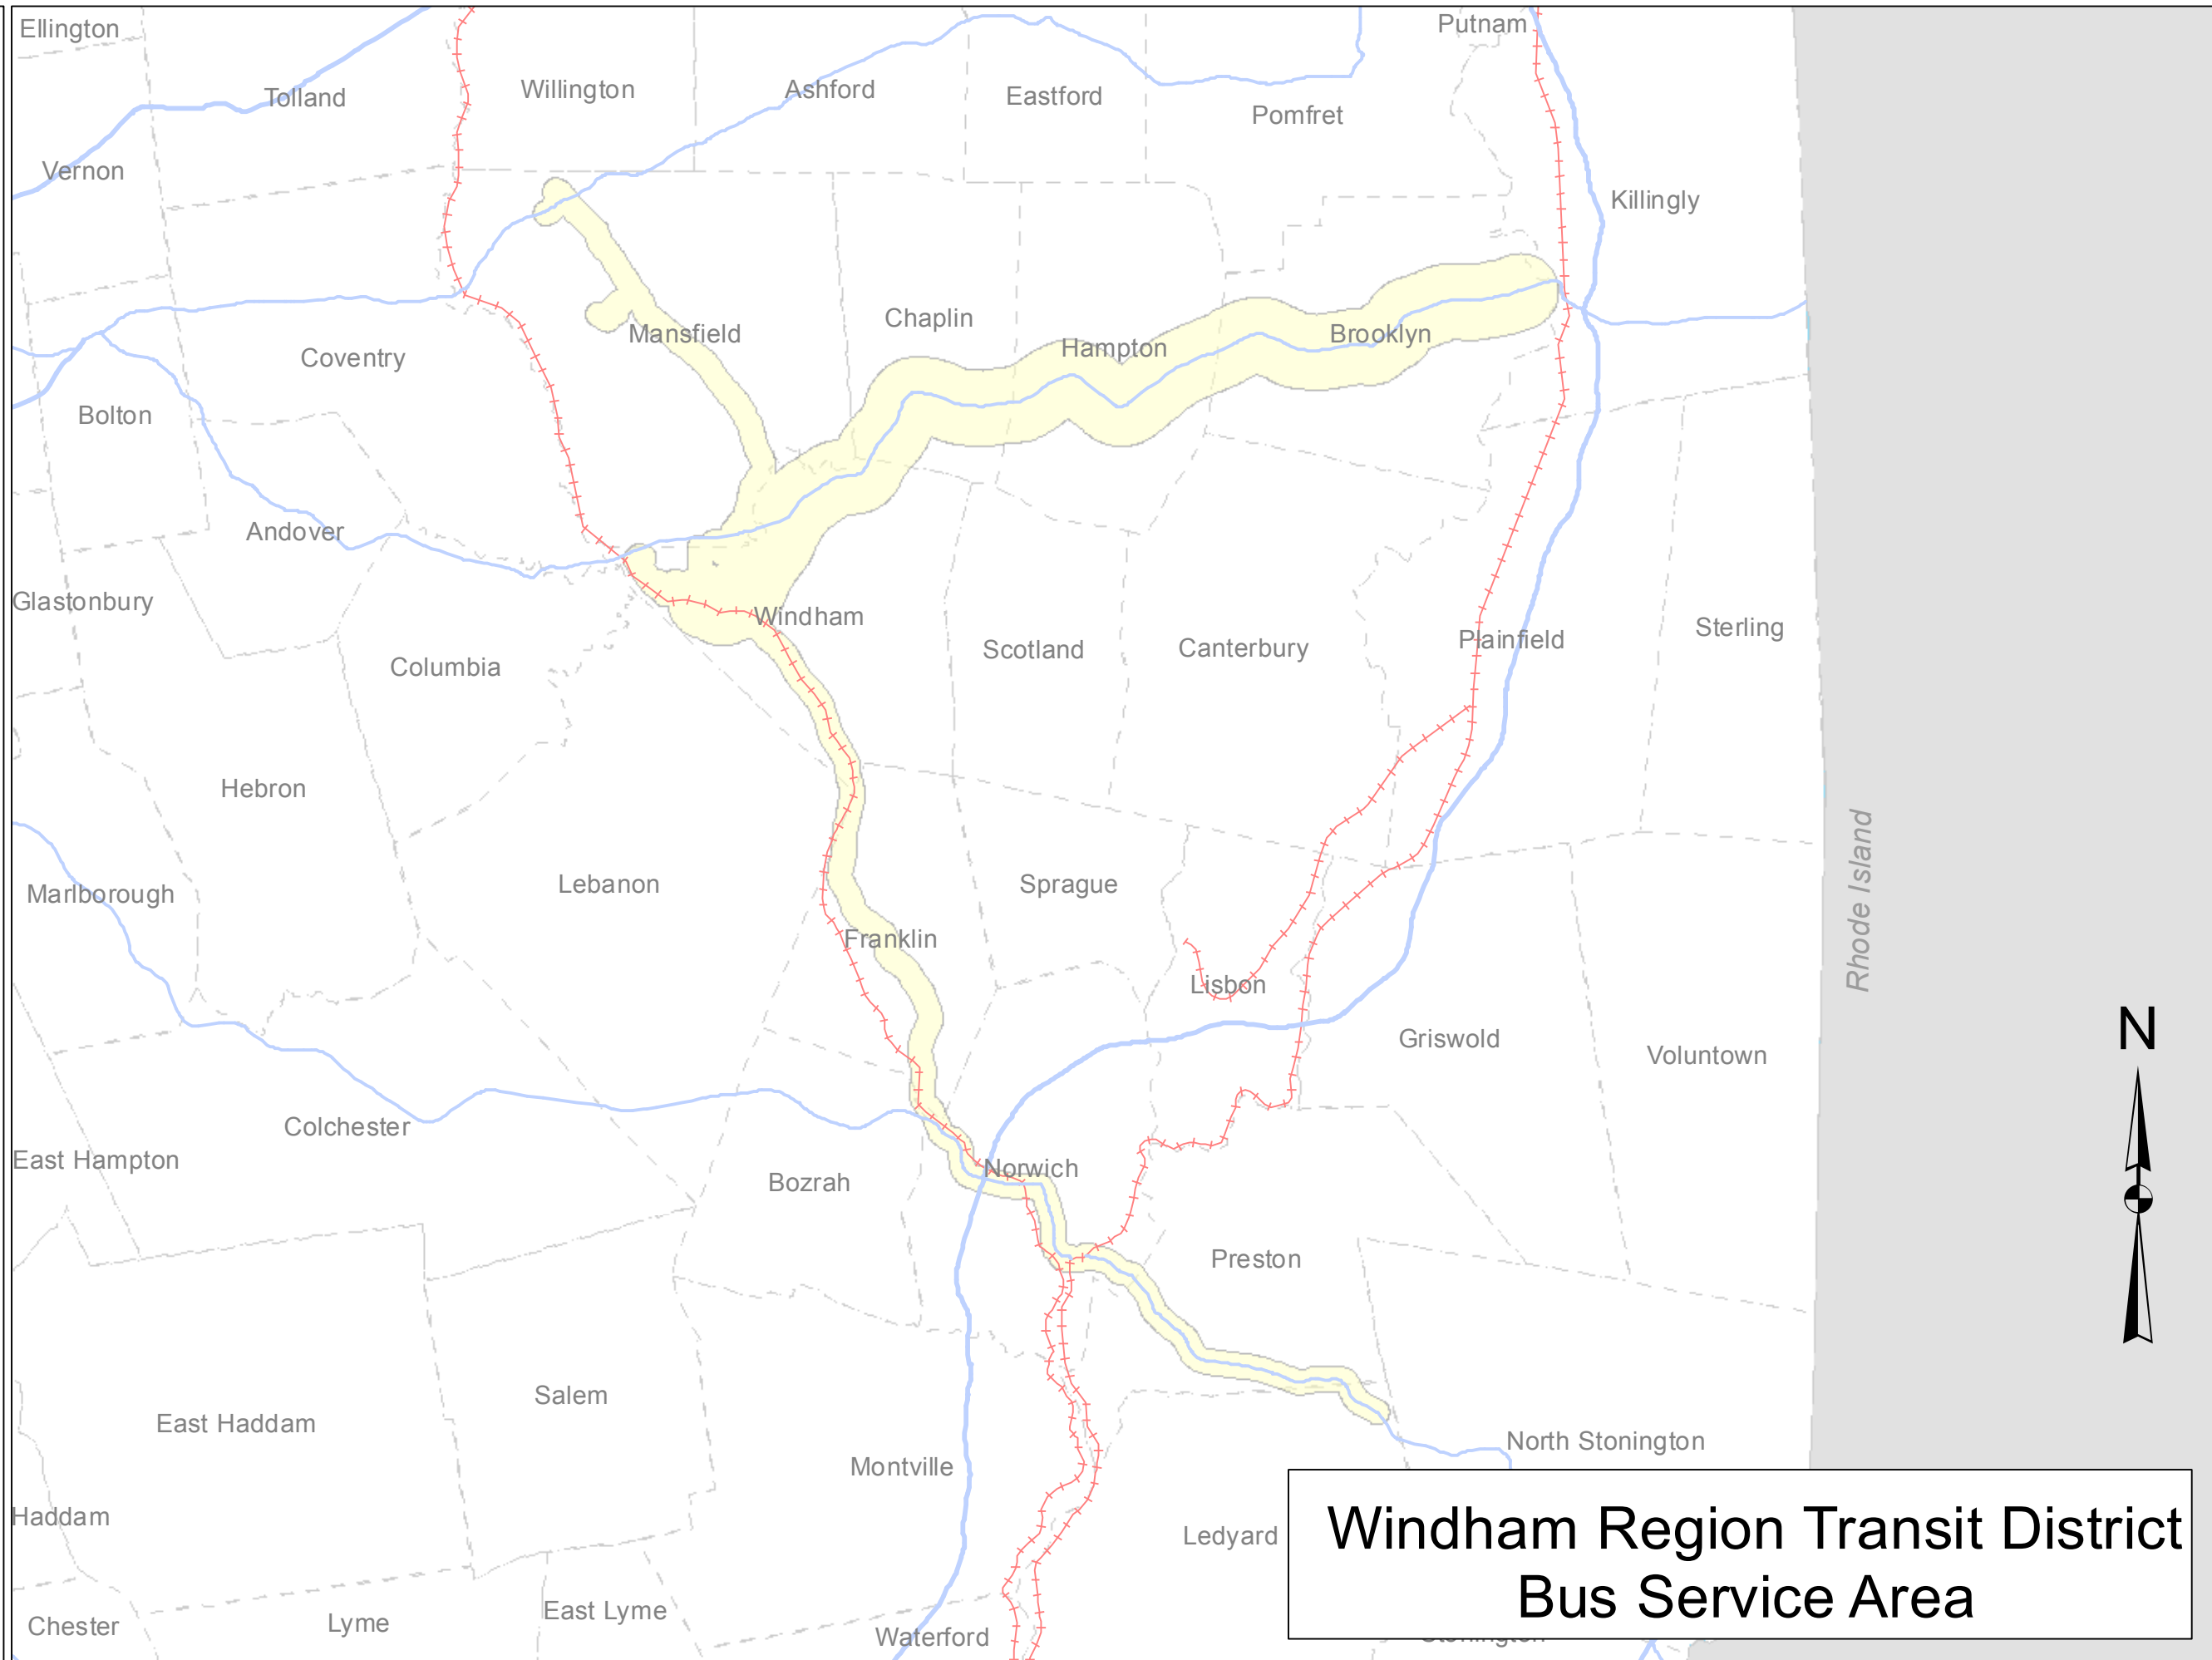 Ellington
Putnam
Tolland
Willington
Ashford
Eastford
Pomfret
Vernon
Killingly
Chaplin
Mansfield
Hampton
Brooklyn
Coventry
Bolton
Andover
Glastonbury
Windham
Scotland
Canterbury
Plainfield
Sterling
Columbia
Hebron
Marlborough
Lebanon
Sprague
Rhode Island
Franklin
Lisbon
Griswold
Voluntown
N
Colchester
East Hampton
Bozrah
Norwich
Preston
East Haddam
Salem
Montville
North Stonington
Haddam
Ledyard
Windham Region Transit District
Bus Service Area
Chester
Lyme
East Lyme
Waterford